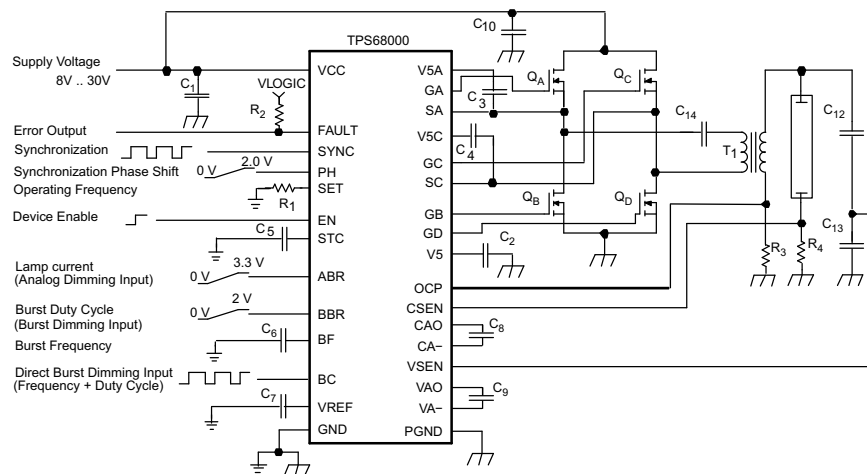 TPS68000
C10
Supply Voltage
8V .. 30V
C1
VLOGIC
R2
VCC
V5A
GA
C3
SA
QA
QC
Error Output
FAULT
V5C
C4
C14
T1
C12
Synchronization
SYNC
GC
Synchronization Phase Shift
0 V
2.0 V
PH
SC
Operating Frequency
R1
SET
QB
QD
Device Enable
EN
GB
C5
STC
GD
C13
V5
C2
R3
R4
Lamp current
(Analog Dimming Input)
0 V
3.3 V
ABR
OCP
CSEN
Burst Duty Cycle
(Burst Dimming Input)
0 V
2 V
BBR
CAO
C8
CA−
Burst Frequency
C6
BF
VSEN
Direct Burst Dimming Input
(Frequency + Duty Cycle)
BC
VAO
C9
VA−
C7
VREF
GND
PGND